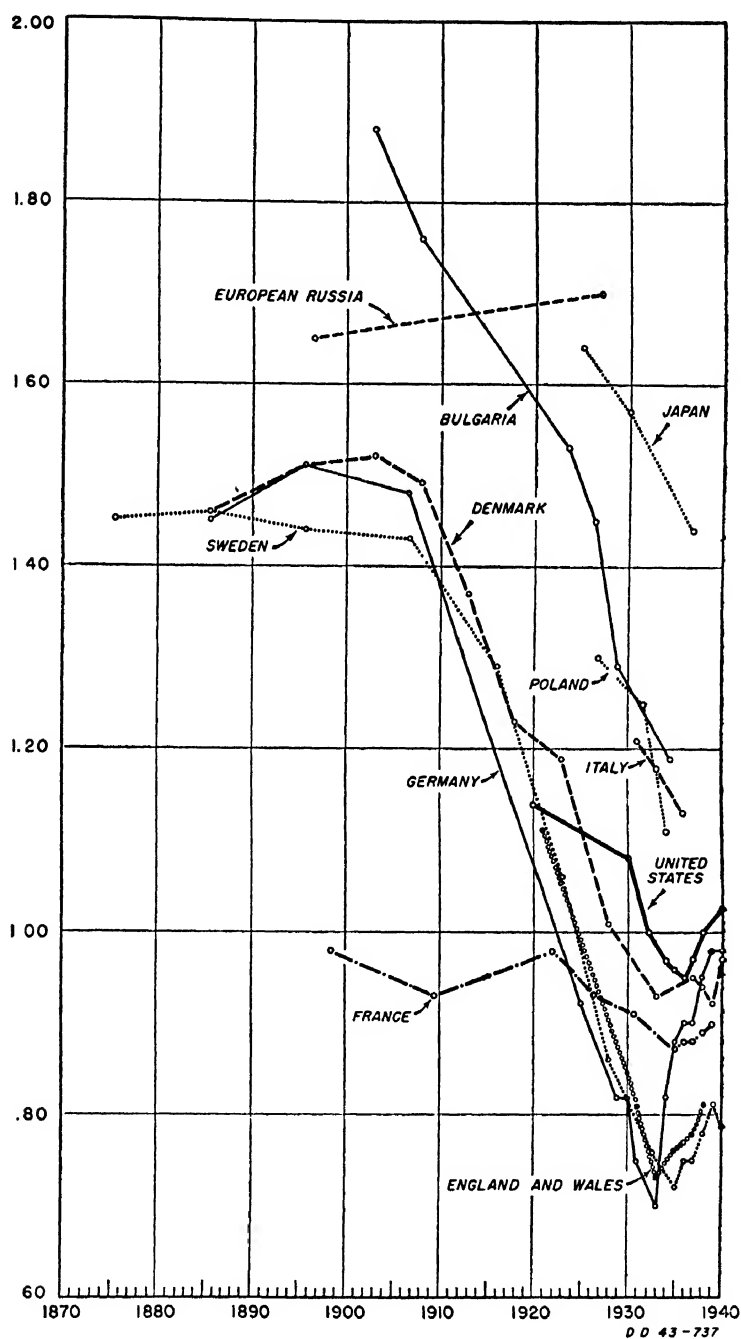 2.00
1.80
EUROPEAN RUSSIA
1.60
BULGARIA
JAPAN
DENMARK
SWEDEN
1.40
POLAND
1.20
ITALY
GERMANY
UNITED
STATES
1.00
FRANCE
.80
ENGLAND AND WALES
60
1870 1880 1890 1900 1910 1920 1930 1940
DD 43-737